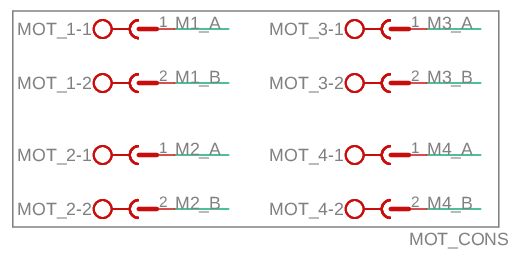 MOT_1-1 1 M1_A MOT_3-1 1 M3_A
MOT_1-2 2 M1_B MOT_3-2 2 M3_B
MOT_2-1 1 M2_A MOT_4-1 1 M4_A
MOT_2-2 2 M2_B MOT_4-2 2 M4_B
MOT_CONS